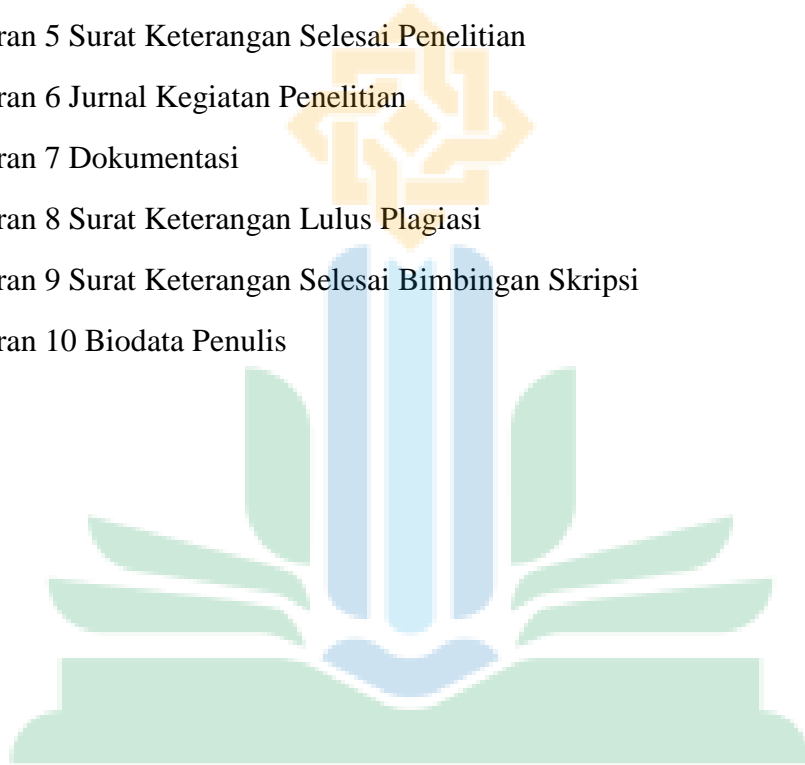 ran 5 Surat Keterangan Selesai Penelitian
ran 6 Jurnal Kegiatan Penelitian
ran 7 Dokumentasi
ran 8 Surat Keterangan Lulus Plagiasi
ran 9 Surat Keterangan Selesai Bimbingan Skripsi
ran 10 Biodata Penulis